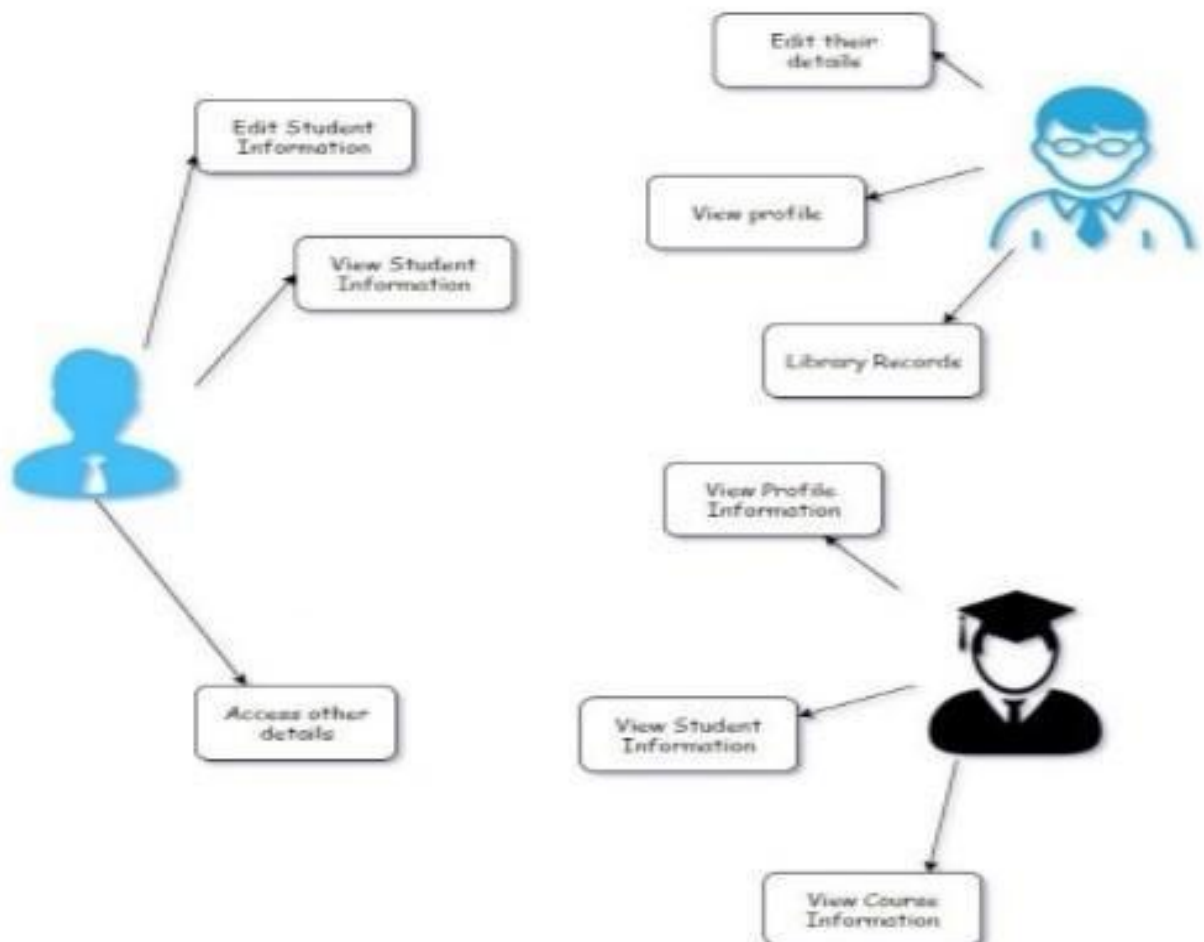 Edit their
details
Edit Student
Information
View profile
View Student
Information
Library Records
View Profile
Information
Access other
details
View Student
Information
View Course
Information